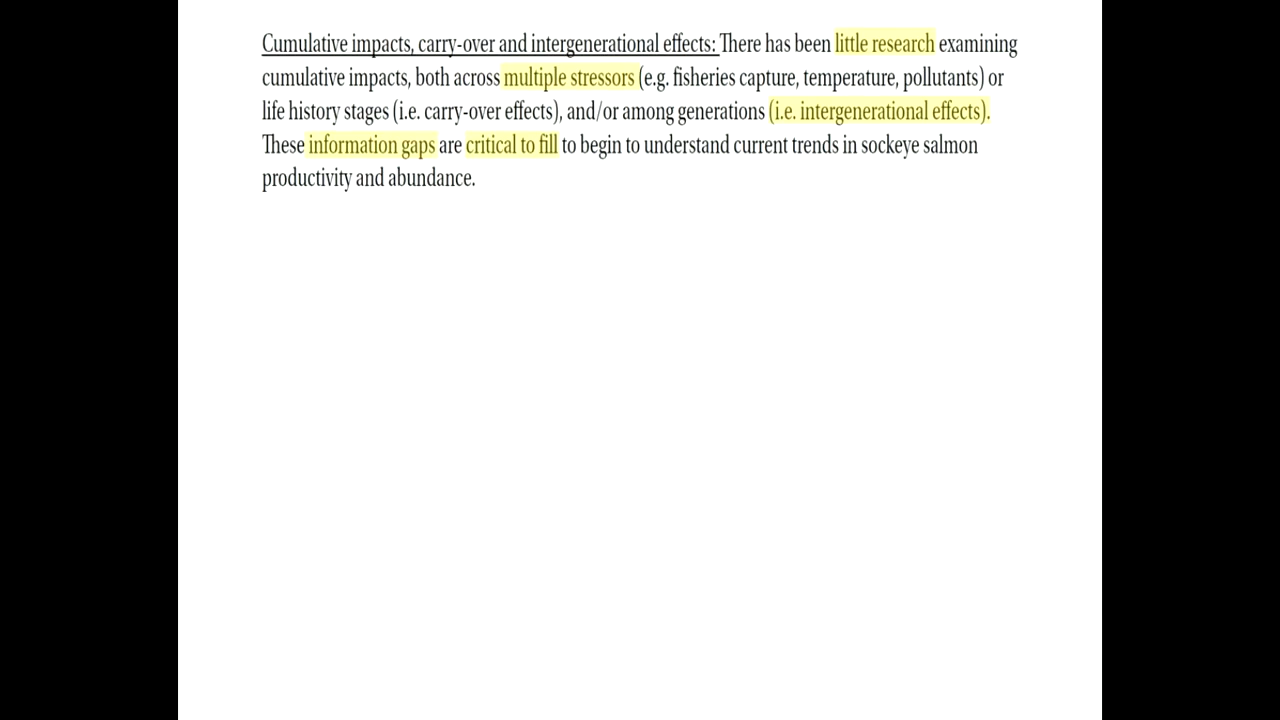 Cumulative impacts, carry-over and intergenerational effects: There has been little research examining
cumulative impacts, both across multiple stressors (e.g. fisheries capture, temperature, pollutants) or
life history stages (i.e. carry-over effects), and/or among generations (i.e. intergenerational effects).
These information gaps are critical to fill to begin to understand current trends in sockeye salmon
productivity and abundance.